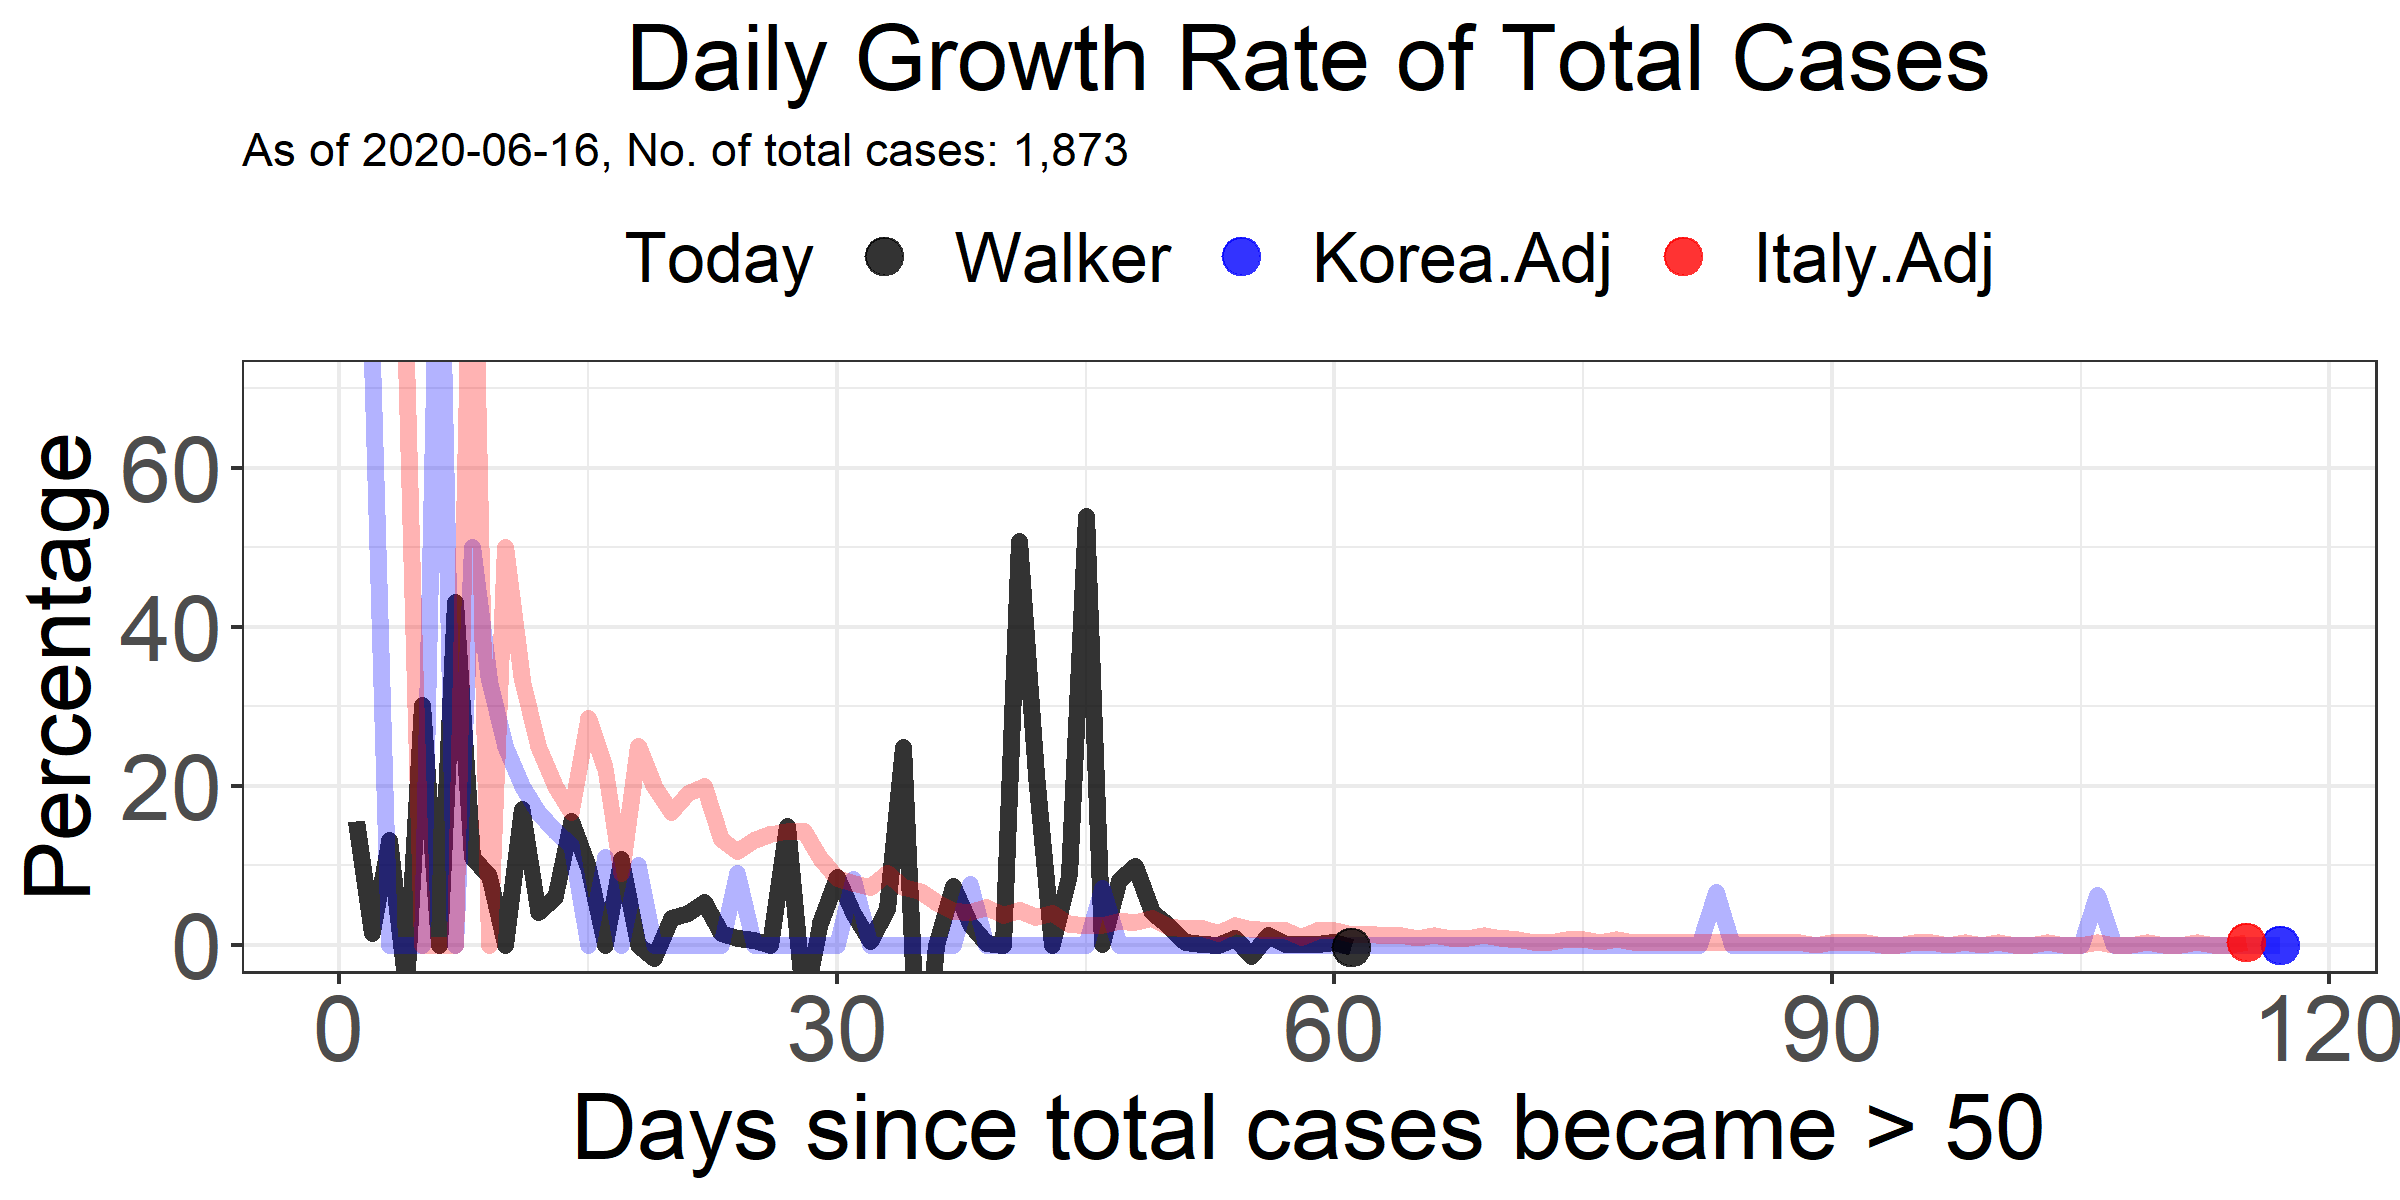 Daily Growth Rate of Total Cases
As of 2020-06-16, No. of total cases: 1,873
Today Walker Korea.Adj Italy.Adj
Percentage
60
40
20
0
0 30 60 90 120
Days since total cases became > 50